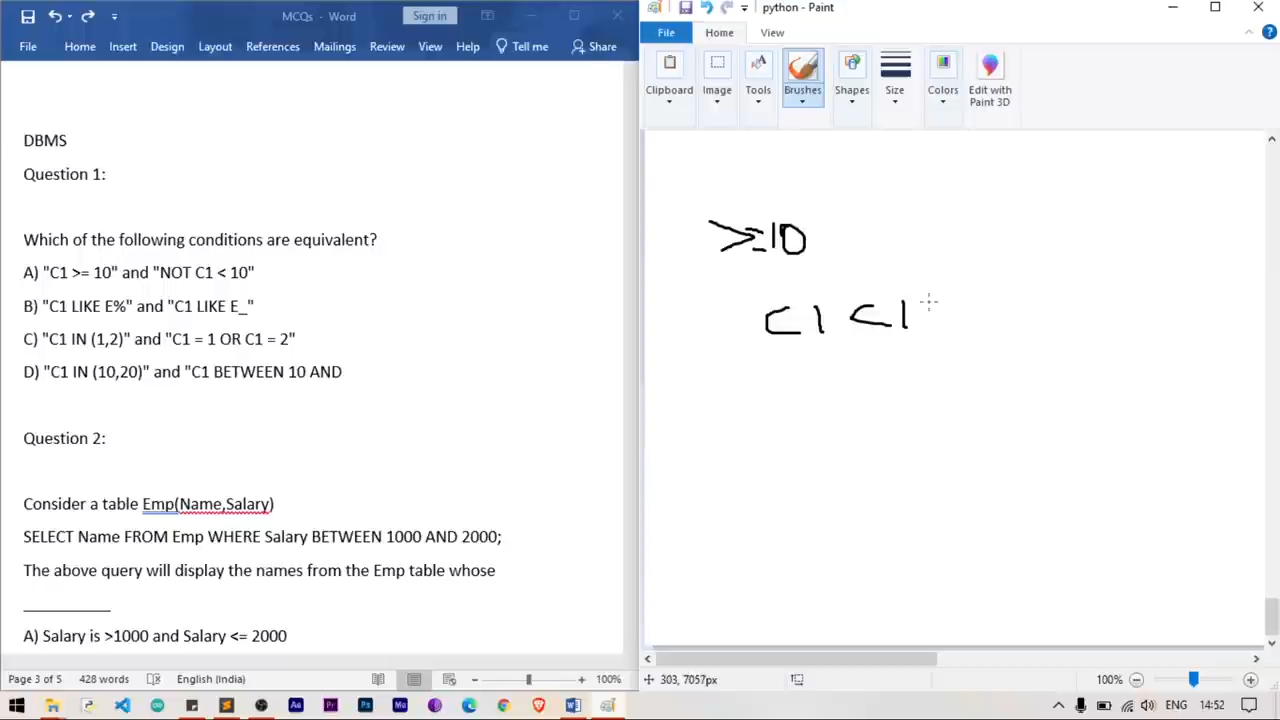 MCQs - Word
Sign in
python - Paint
File Home Insert Design Layout References Mailings Review View Help Tell me Share
File Home View
Clipboard Image Tools Brushes Shapes Size Colors Edit with Paint 3D
DBMS
Question 1:
Which of the following conditions are equivalent?
A) "C1 >= 10" and "NOT C1 < 10"
B) "C1 LIKE E%" and "C1 LIKE E_"
C) "C1 IN (1,2)" and "C1 = 1 OR C1 = 2"
D) "C1 IN (10,20)" and "C1 BETWEEN 10 AND
Question 2:
Consider a table Emp(Name,Salary)
SELECT Name FROM Emp WHERE Salary BETWEEN 1000 AND 2000;
The above query will display the names from the Emp table whose
__________
A) Salary is >1000 and Salary <= 2000
>=10
C1 C1
Page 3 of 5 428 words English (India) 100%
303, 7057px 100%
Ae Pr Ps Me
ENG 14:52